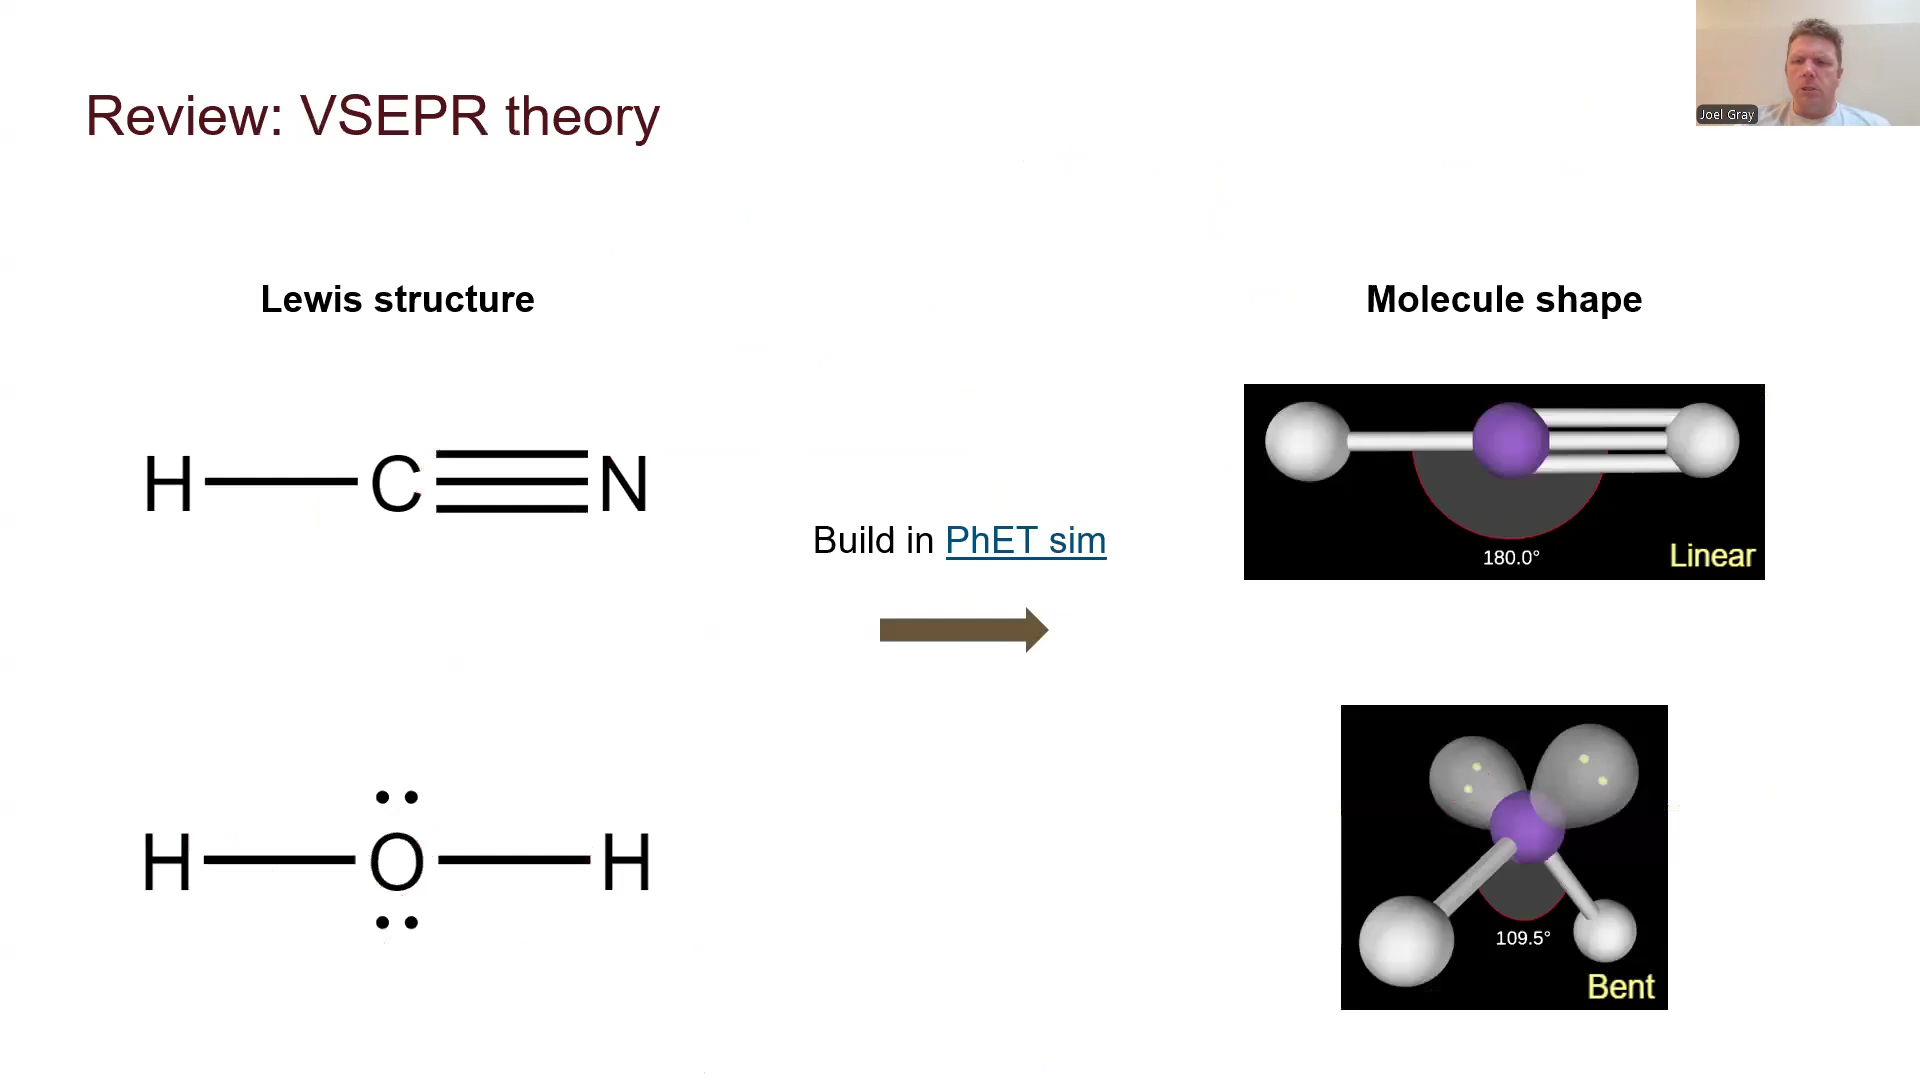 Joel Gray
Review: VSEPR theory
Lewis structure
Molecule shape
H C N
Build in PhET sim
180.0°
Linear
H O H
109.5°
Bent